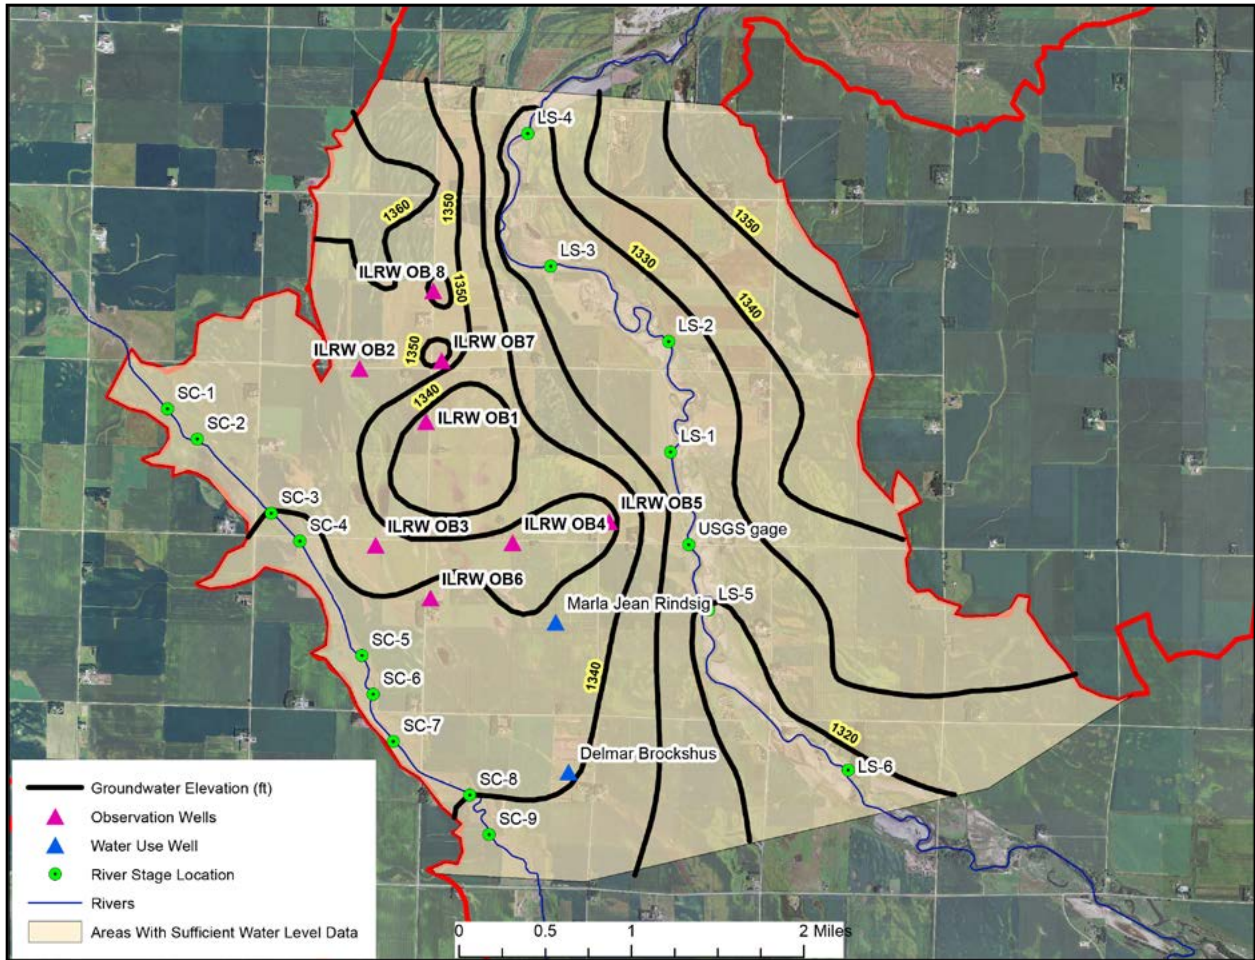 LS-4
1360
1350
1350
LS-3
1330
ILRW OB 8
1350
1340
LS-2
ILRW OB2
1350
ILRW OB7
SC-1
1340
ILRW OB1
SC-2
LS-1
SC-3
ILRW OB5
SC-4
ILRW OB3
ILRW OB4
USGS gage
ILRW OB6
LS-5
Marla Jean Rindsig
SC-5
1340
SC-6
SC-7
1320
Delmar Brockshus
LS-6
SC-8
SC-9
Groundwater Elevation (ft)
Observation Wells
Water Use Well
River Stage Location
Rivers
Areas With Sufficient Water Level Data
0 0.5 1 2 Miles